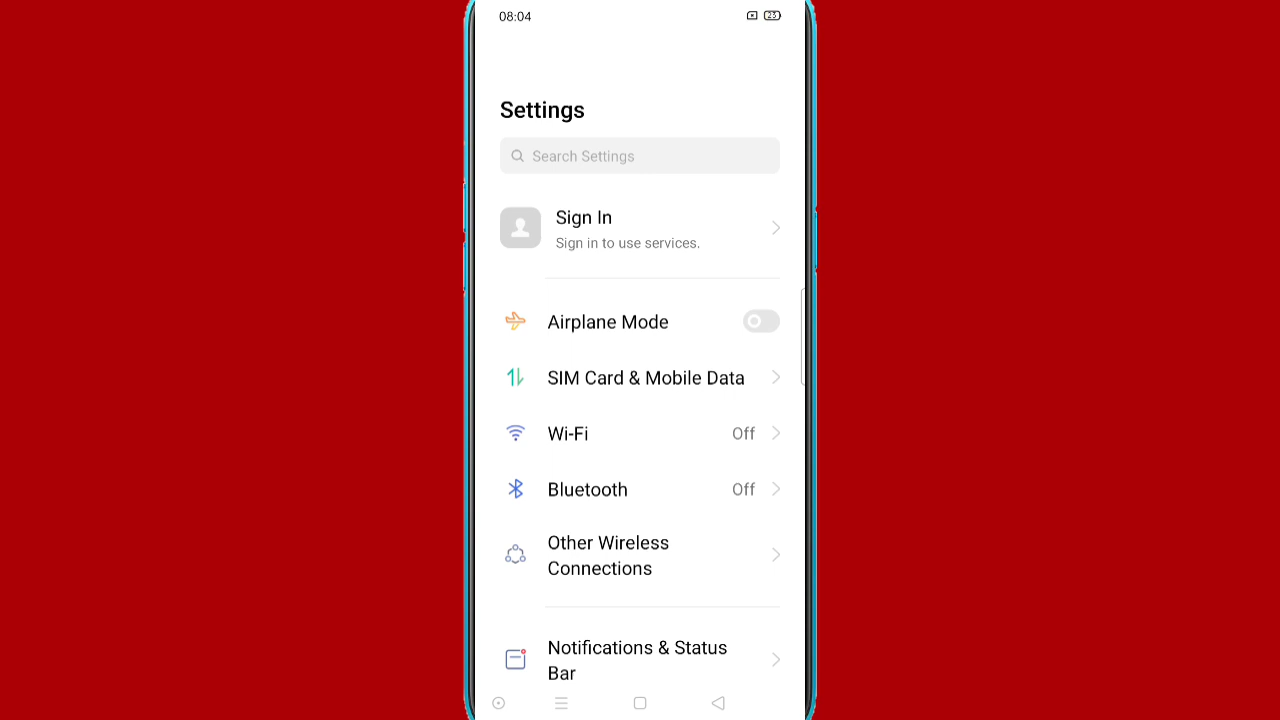 08:04
23
Settings
Search Settings
Sign In
Sign in to use services.
Airplane Mode
SIM Card & Mobile Data
Wi-Fi Off
Bluetooth Off
Other Wireless
Connections
Notifications & Status
Bar